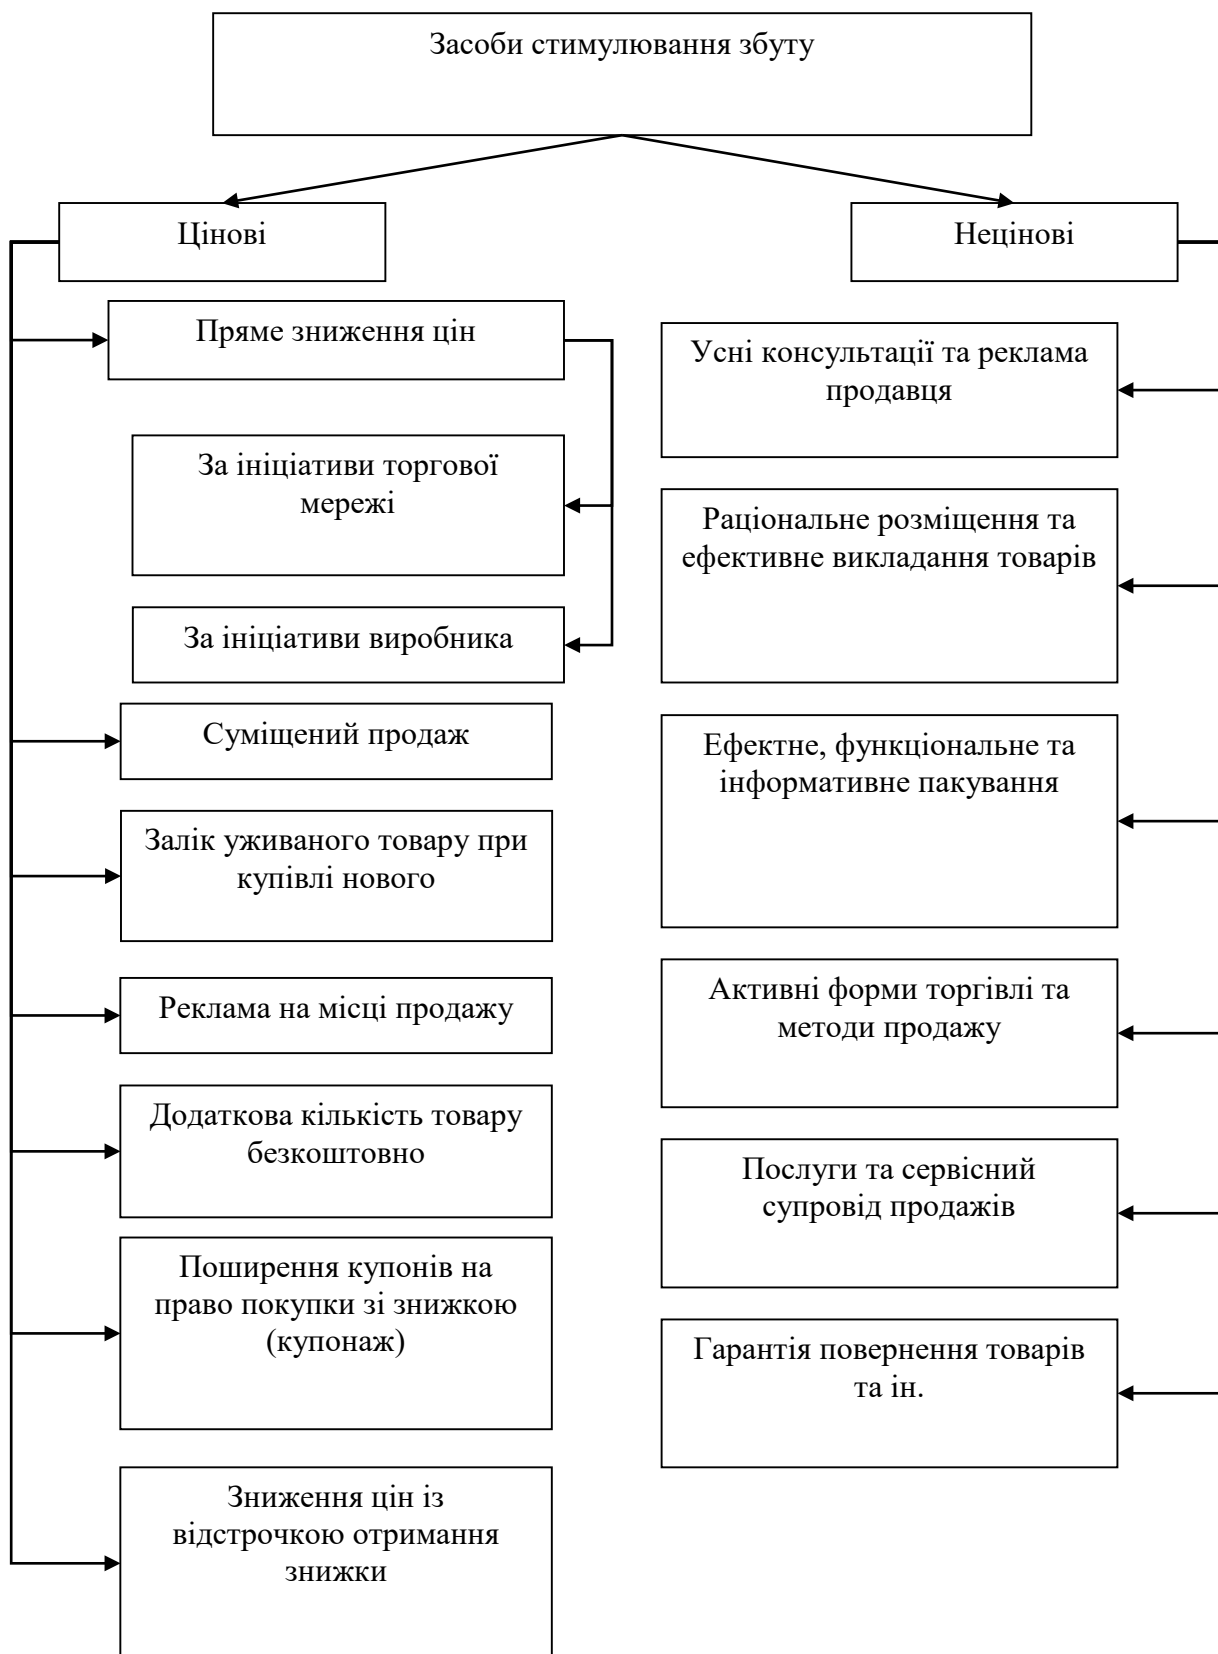 Засоби стимулювання збуту
Цінові
Нецінові
Пряме зниження цін
За ініціативи торгової
мережі
За ініціативи виробника
Суміщений продаж
Залік уживаного товару при
купівлі нового
Реклама на місці продажу
Додаткова кількість товару
безкоштовно
Поширення купонів на
право покупки зі знижкою
(купонаж)
Зниження цін із
відстрочкою отримання
знижки
Усні консультації та реклама
продавця
Раціональне розміщення та
ефективне викладання товарів
Ефектне, функціональне та
інформативне пакування
Активні форми торгівлі та
методи продажу
Послуги та сервісний
супровід продажів
Гарантія повернення товарів
та ін.